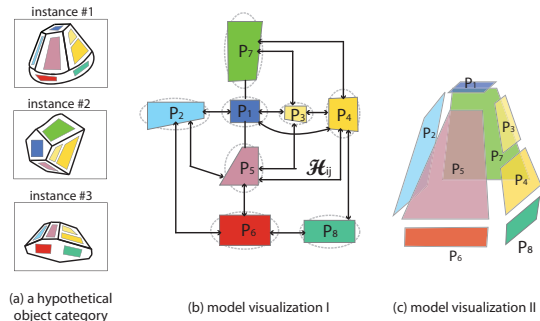 instance #1
instance #2
instance #3
(a) a hypothetical
object category
P7
P2
P1
P3
P4
P5
ℋij
P6
P8
(b) model visualization I
P1
P2
P3
P5
P7
P4
P6
P8
(c) model visualization II